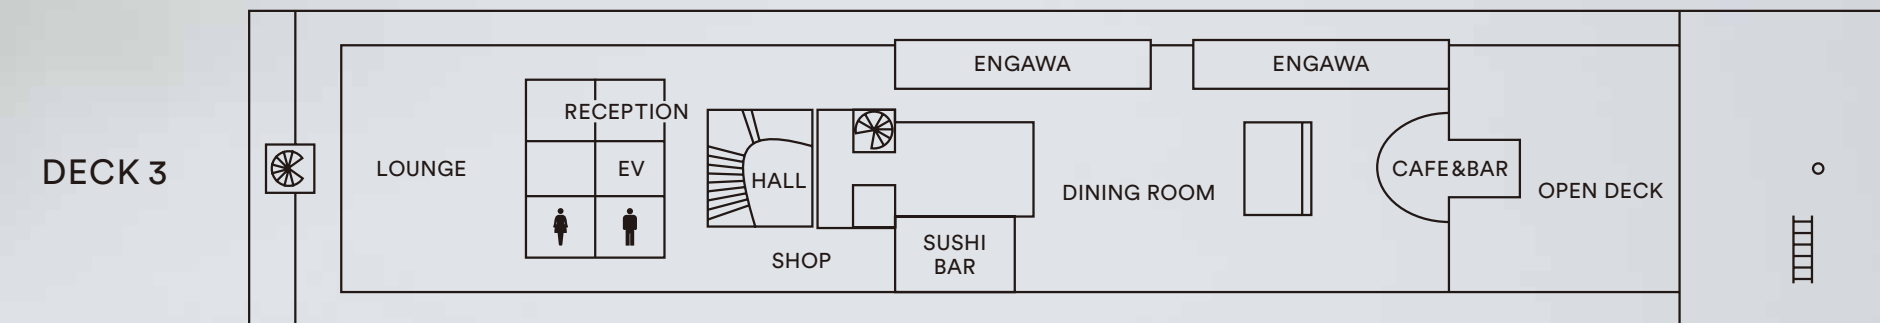 DECK 3
LOUNGE
RECEPTION
EV
HALL
SHOP
ENGAWA
ENGAWA
SUSHI
BAR
DINING ROOM
CAFE&BAR
OPEN DECK